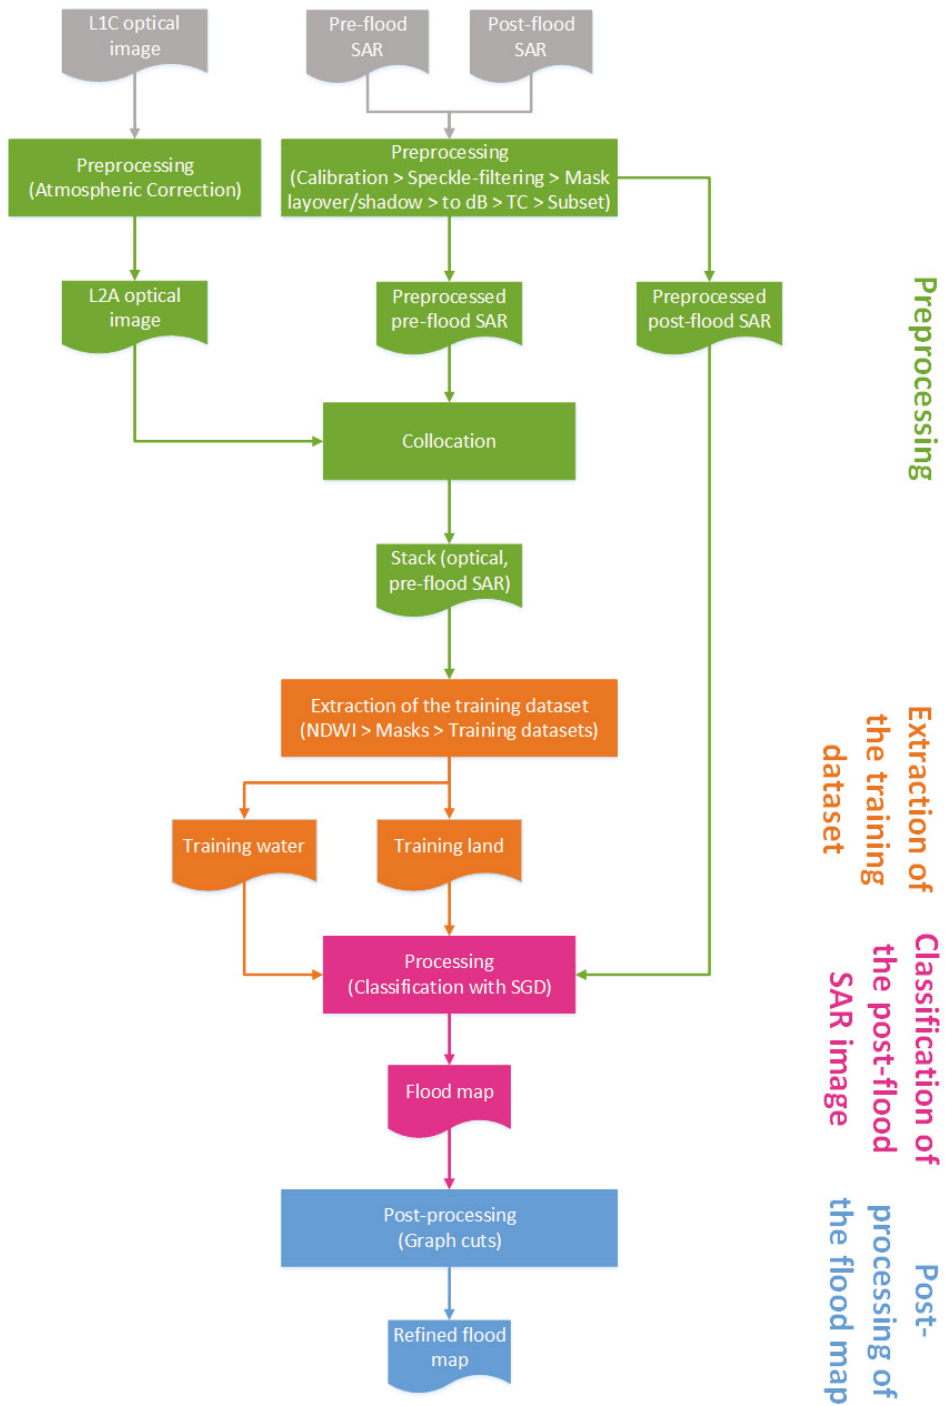 L1C optical
image
Pre-flood
SAR
Post-flood
SAR
Preprocessing
(Atmospheric Correction)
Preprocessing
(Calibration > Speckle-filtering > Mask
layover/shadow > to dB > TC > Subset)
L2A optical
image
Preprocessed
pre-flood SAR
Preprocessed
post-flood SAR
Collocation
Stack (optical,
pre-flood SAR)
Preprocessing
Extraction of the training dataset
(NDWI > Masks > Training datasets)
Training water
Training land
Extraction of
the training
dataset
Processing
(Classification with SGD)
Flood map
Classification of
the post-flood
SAR image
Post-processing
(Graph cuts)
Refined flood
map
Post-
processing of
the flood map